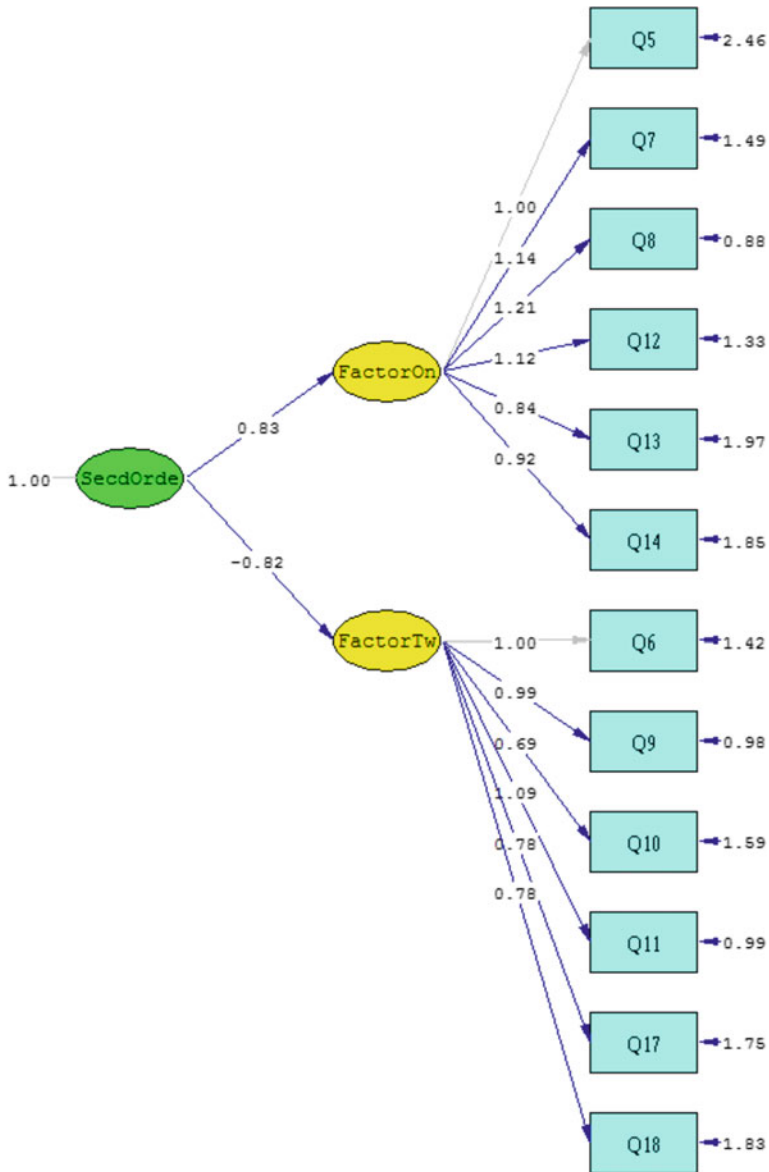 Q5
2.46
Q7
1.49
1.00
Q8
0.88
1.14
1.21
Q12
1.33
1.12
FactorOn
0.84
Q13
1.97
0.83
0.92
1.00
SecdOrde
Q14
1.85
-0.82
FactorTw
1.00
Q6
1.42
0.99
Q9
0.98
0.69
1.09
Q10
1.59
0.78
0.78
Q11
0.99
Q17
1.75
Q18
1.83